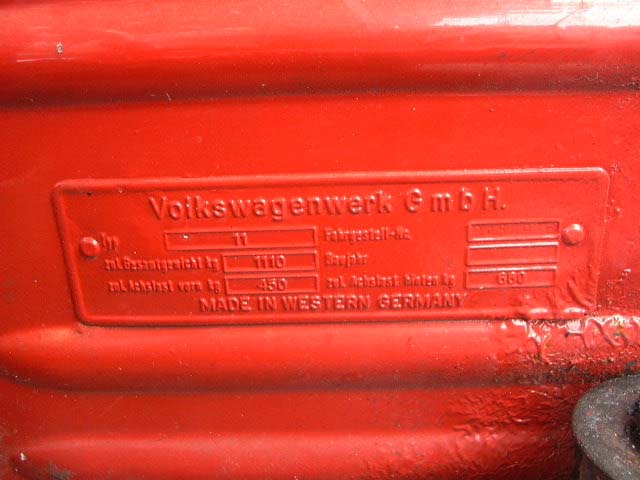 Volkswagenwerk GmbH.
Typ 11 Fahrgestell-Nr.
zul. Gesamtgewicht kg 1110 Baujahr
zul. Achslast vorn kg 450 zul. Achslast hinten kg 660
MADE IN WESTERN GERMANY